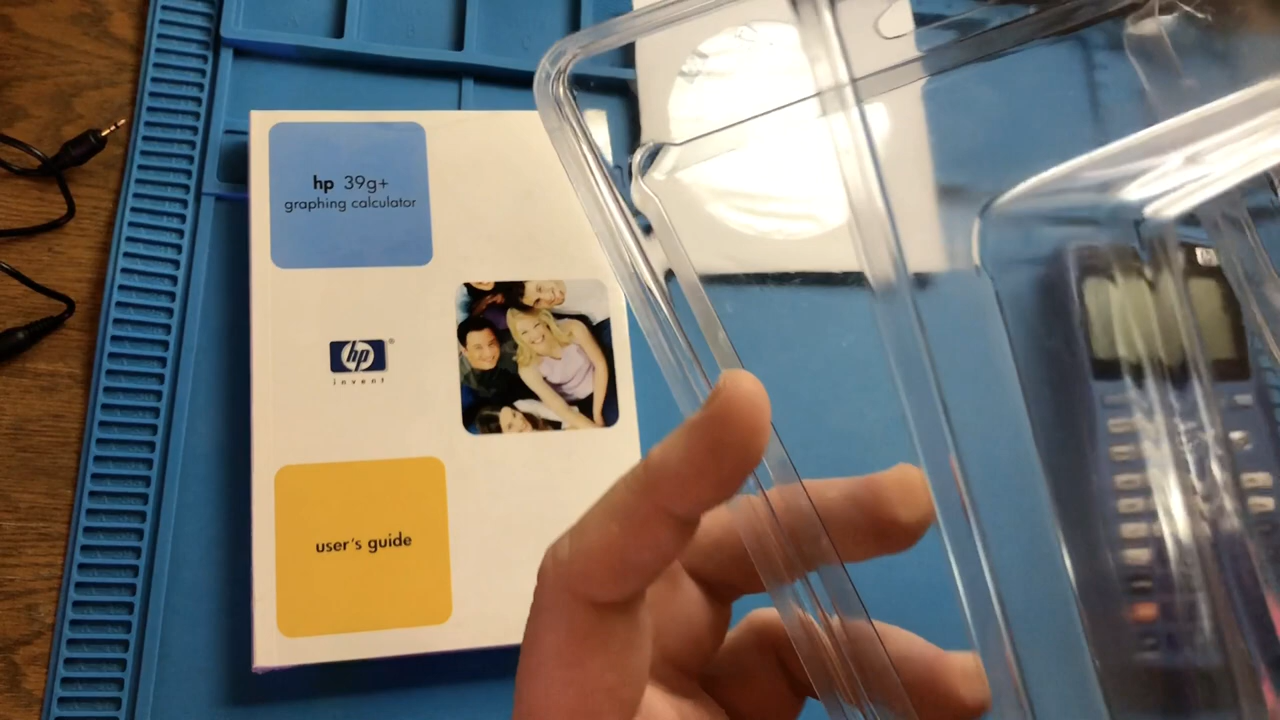 hp 39g+
graphing calculator
hp®
invent
user's guide